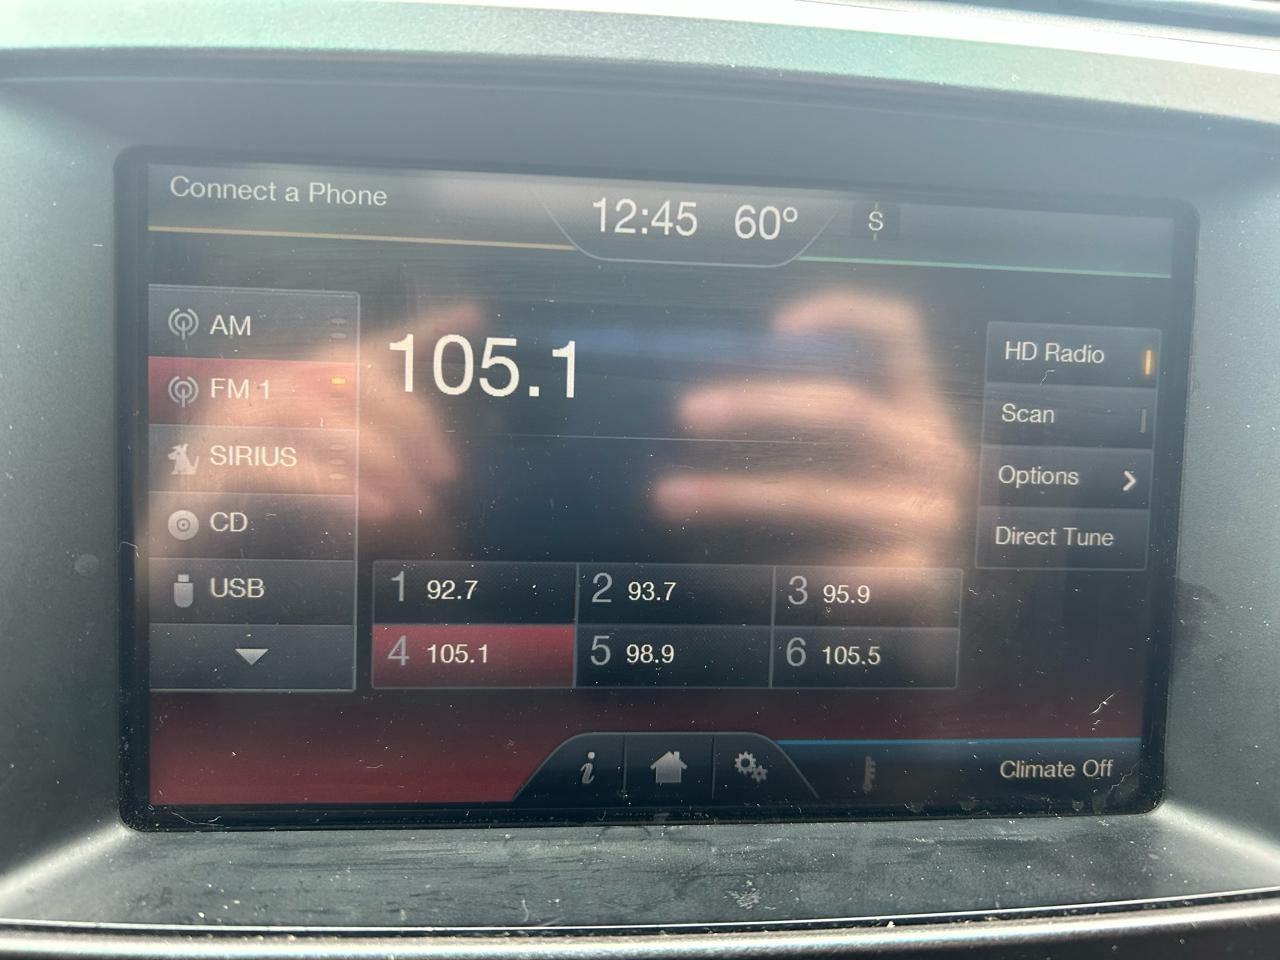 Connect a Phone
12:45 60° S
AM
FM 1
SIRIUS
CD
USB
105.1
HD Radio
Scan
Options
Direct Tune
1 92.7
2 93.7
3 95.9
4 105.1
5 98.9
6 105.5
i
Climate Off